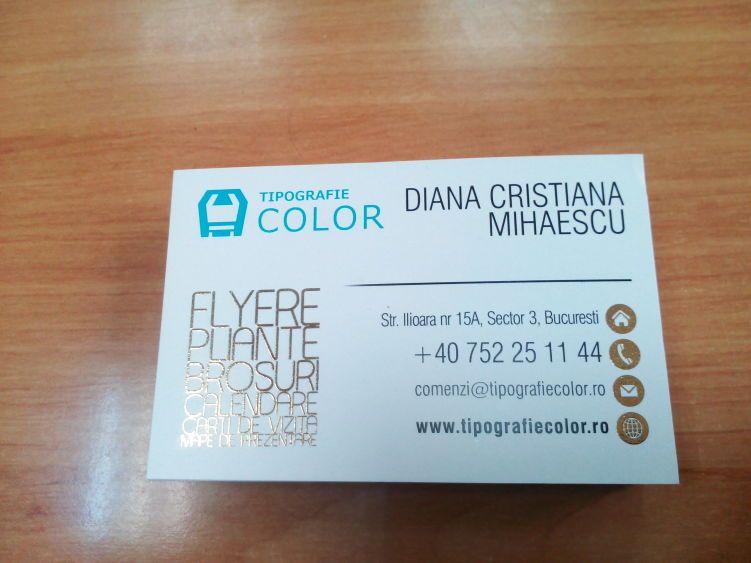 TIPOGRAFIE
COLOR
DIANA CRISTIANA
MIHAESCU
FLYERE
PLIANTE
BROSURI
CALENDARE
CARTI DE VIZITA
MAPE DE PREZENTARE
Str. Ilioara nr 15A, Sector 3, Bucuresti
+40 752 25 11 44
comenzi@tipografiecolor.ro
www.tipografiecolor.ro